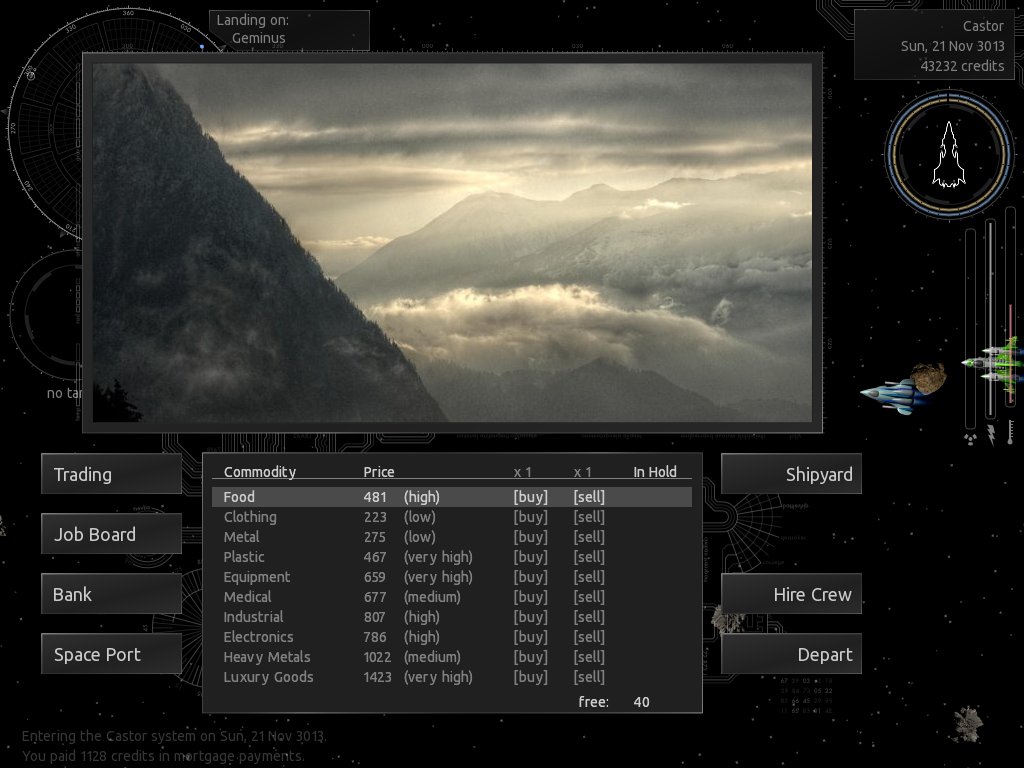 Landing on:
Geminus
Castor
Sun, 21 Nov 3013
43232 credits
no tar
Trading
Job Board
Bank
Space Port
Commodity Price x 1 x 1 In Hold
Food 481 (high) [buy] [sell]
Clothing 223 (low) [buy] [sell]
Metal 275 (low) [buy] [sell]
Plastic 467 (very high) [buy] [sell]
Equipment 659 (very high) [buy] [sell]
Medical 677 (medium) [buy] [sell]
Industrial 807 (high) [buy] [sell]
Electronics 786 (high) [buy] [sell]
Heavy Metals 1022 (medium) [buy] [sell]
Luxury Goods 1423 (very high) [buy] [sell]
free: 40
Shipyard
Hire Crew
Depart
Entering the Castor system on Sun, 21 Nov 3013.
You paid 1128 credits in mortgage payments.